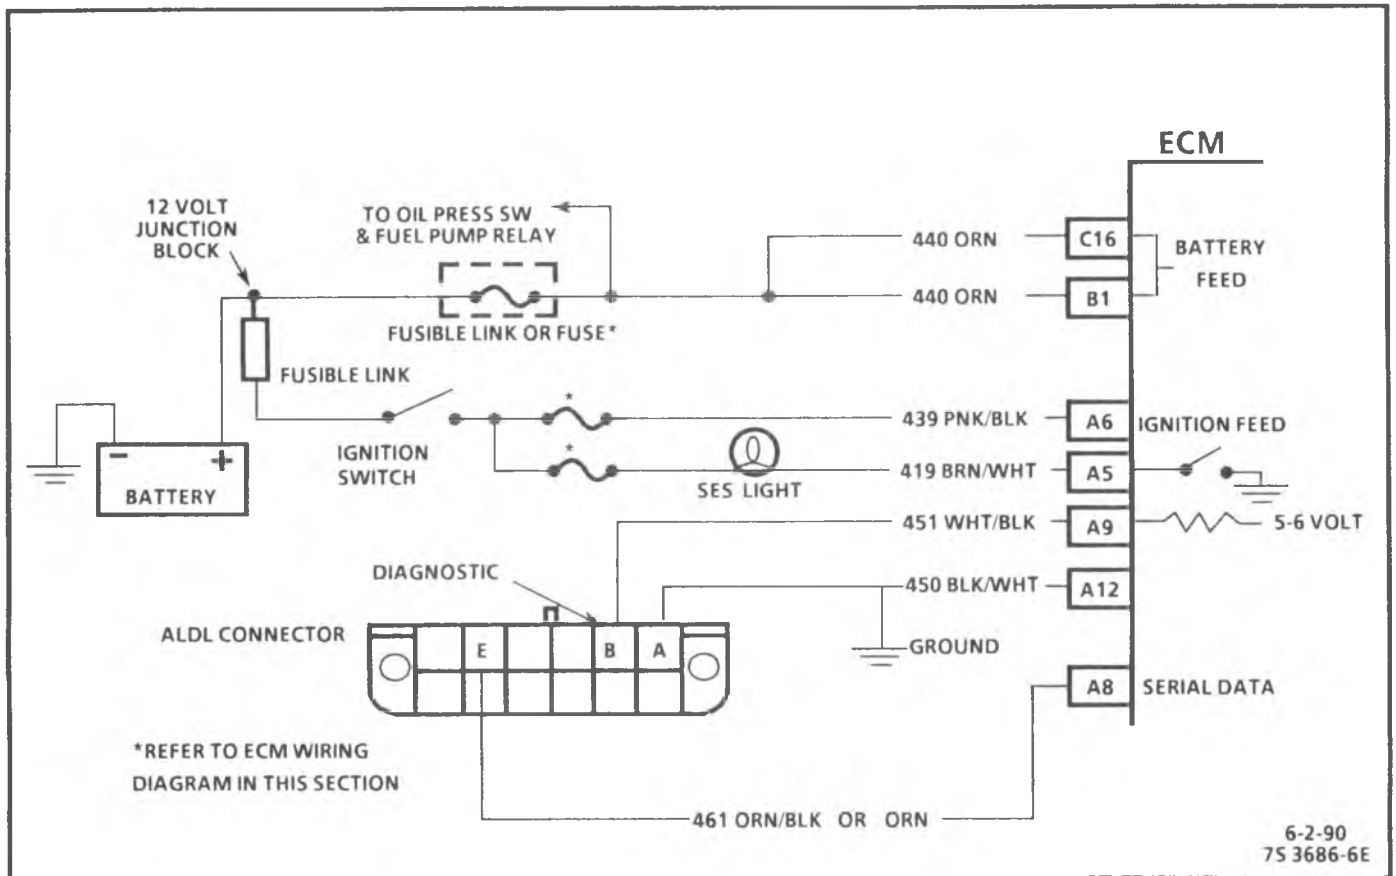 ECM
12 VOLT
JUNCTION
BLOCK
TO OIL PRESS SW
& FUEL PUMP RELAY
440 ORN
C16
BATTERY
FEED
440 ORN
B1
FUSIBLE LINK OR FUSE*
FUSIBLE LINK
*
439 PNK/BLK
A6
IGNITION FEED
IGNITION
SWITCH
*
SES LIGHT
419 BRN/WHT
A5
- +
BATTERY
451 WHT/BLK
A9
5-6 VOLT
DIAGNOSTIC
450 BLK/WHT
A12
ALDL CONNECTOR
E B A
GROUND
A8
SERIAL DATA
*REFER TO ECM WIRING
DIAGRAM IN THIS SECTION
461 ORN/BLK OR ORN
6-2-90
7S 3686-6E